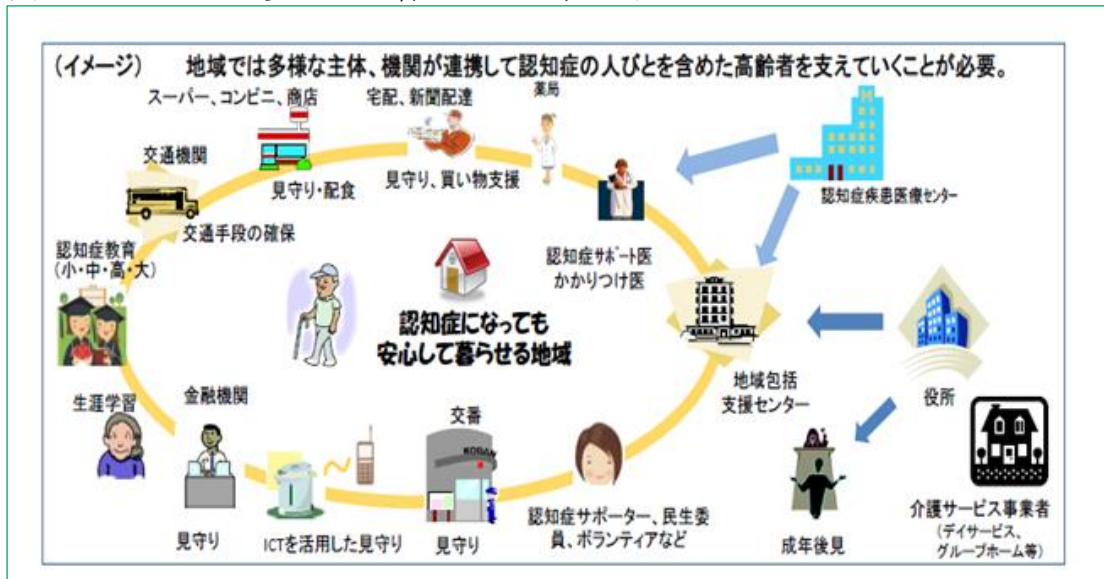 (イメージ) 地域では多様な主体、機関が連携して認知症の人びとを含めた高齢者を支えていくことが必要。
スーパー、コンビニ、商店
宅配、新聞配達
薬局
交通機関
見守り・配食
見守り、買い物支援
認知症疾患医療センター
交通手段の確保
認知症教育
(小・中・高・大)
認知症サポート医
かかりつけ医
認知症になっても
安心して暮らせる地域
地域包括
支援センター
役所
生涯学習
金融機関
交番
KOBAN
見守り
ICTを活用した見守り
見守り
認知症サポーター、民生委
員、ボランティアなど
成年後見
介護サービス事業者
(デイサービス、
グループホーム等)